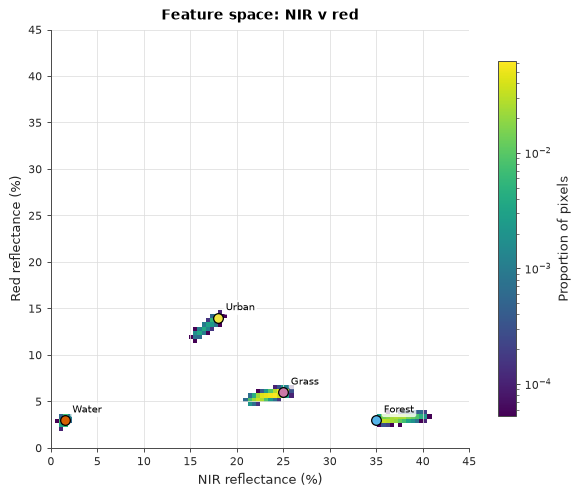 Feature space: NIR v red
45
40
35
30
25
20
15
10
5
0
Red reflectance (%)
Urban
Grass
Water
Forest
0 5 10 15 20 25 30 35 40 45
NIR reflectance (%)
10⁻²
10⁻³
10⁻⁴
Proportion of pixels